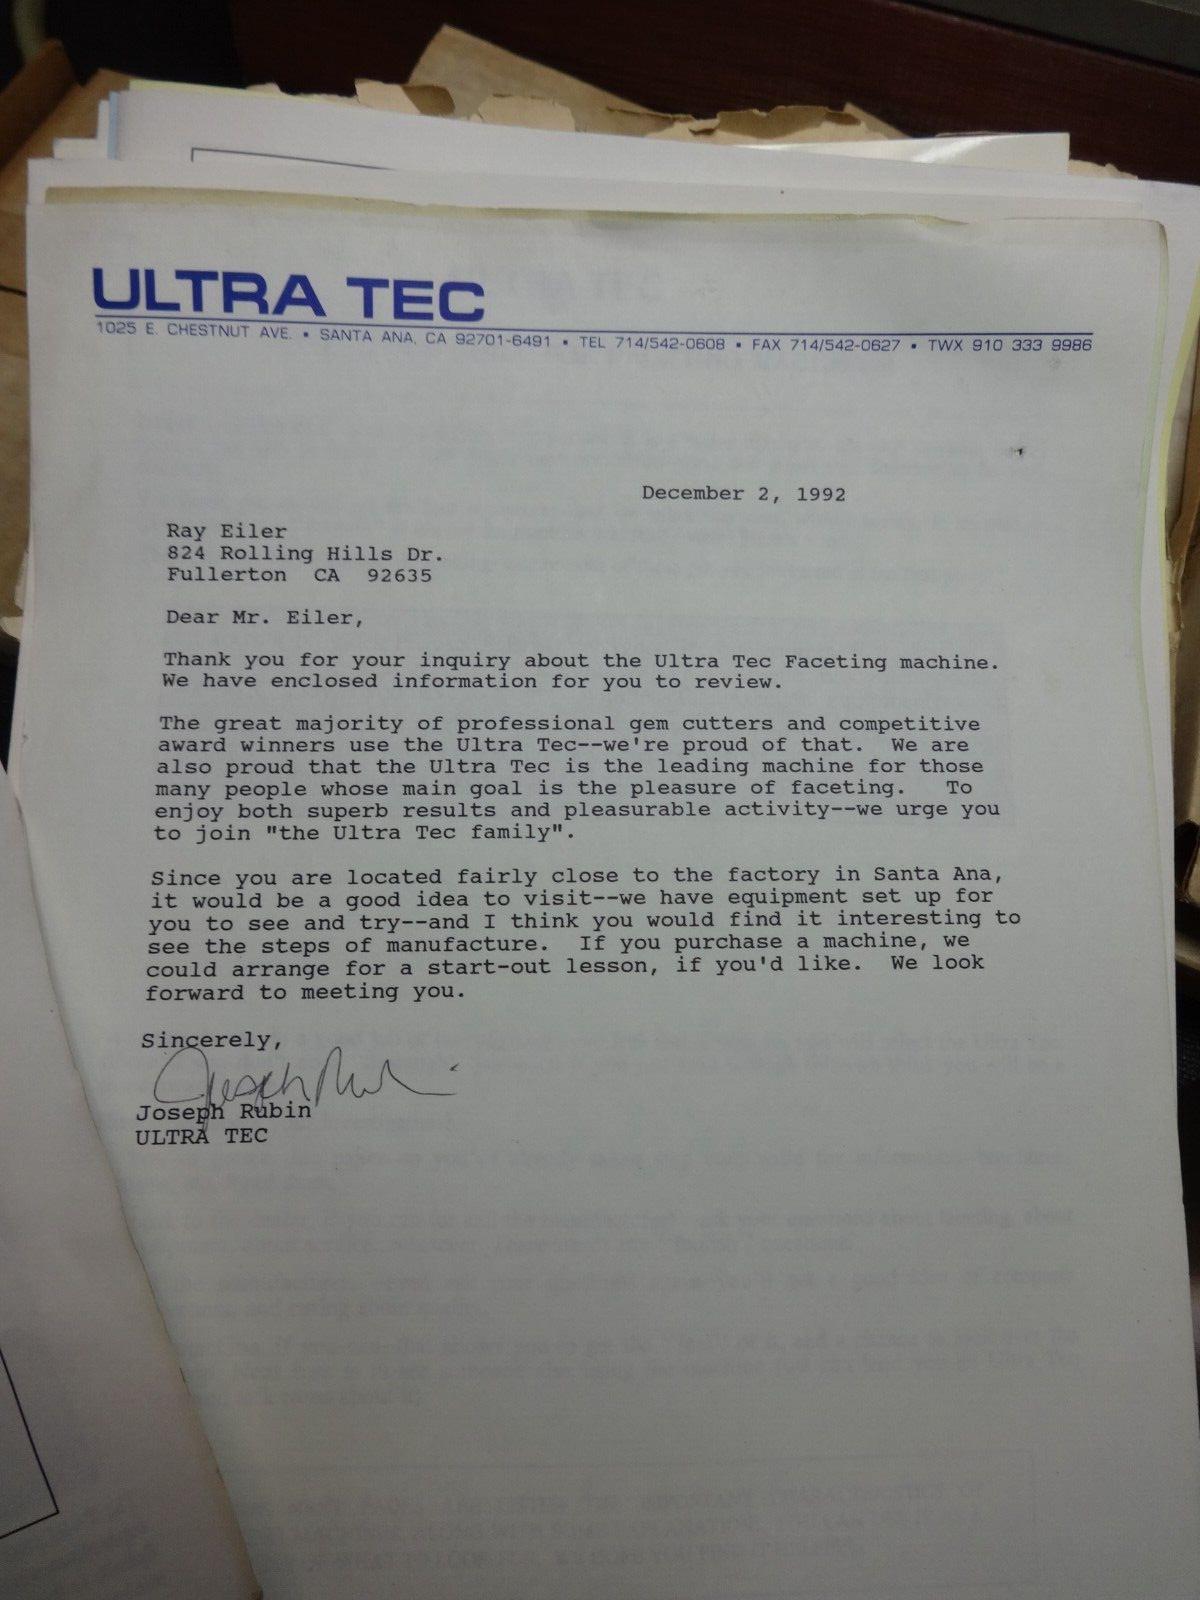 ULTRA TEC
1025 E. CHESTNUT AVE. ▪ SANTA ANA, CA 92701-6491 ▪ TEL 714/542-0608 ▪ FAX 714/542-0627 ▪ TWX 910 333 9986
December 2, 1992
Ray Eiler
824 Rolling Hills Dr.
Fullerton CA 92635
Dear Mr. Eiler,
Thank you for your inquiry about the Ultra Tec Faceting machine.
We have enclosed information for you to review.
The great majority of professional gem cutters and competitive
award winners use the Ultra Tec--we're proud of that. We are
also proud that the Ultra Tec is the leading machine for those
many people whose main goal is the pleasure of faceting. To
enjoy both superb results and pleasurable activity--we urge you
to join "the Ultra Tec family".
Since you are located fairly close to the factory in Santa Ana,
it would be a good idea to visit--we have equipment set up for
you to see and try--and I think you would find it interesting to
see the steps of manufacture. If you purchase a machine, we
could arrange for a start-out lesson, if you'd like. We look
forward to meeting you.
Sincerely,
Joseph Rubin
Joseph Rubin
ULTRA TEC